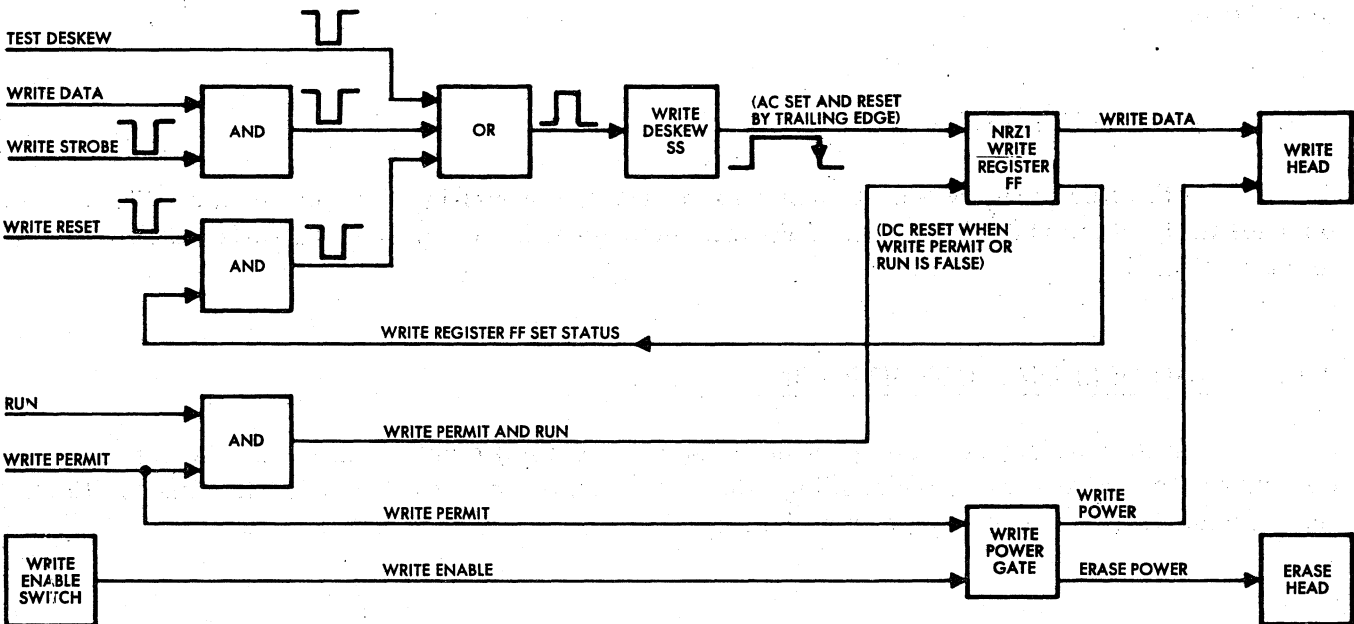 TEST DESKEW
WRITE DATA
WRITE STROBE
AND
OR
WRITE
DESKEW
SS
(AC SET AND RESET
BY TRAILING EDGE)
NRZ1
WRITE
REGISTER
FF
WRITE DATA
WRITE
HEAD
WRITE RESET
AND
(DC RESET WHEN
WRITE PERMIT OR
RUN IS FALSE)
WRITE REGISTER FF SET STATUS
RUN
WRITE PERMIT
AND
WRITE PERMIT AND RUN
WRITE PERMIT
WRITE
ENABLE
SWITCH
WRITE ENABLE
WRITE
POWER
GATE
WRITE
POWER
ERASE POWER
ERASE
HEAD